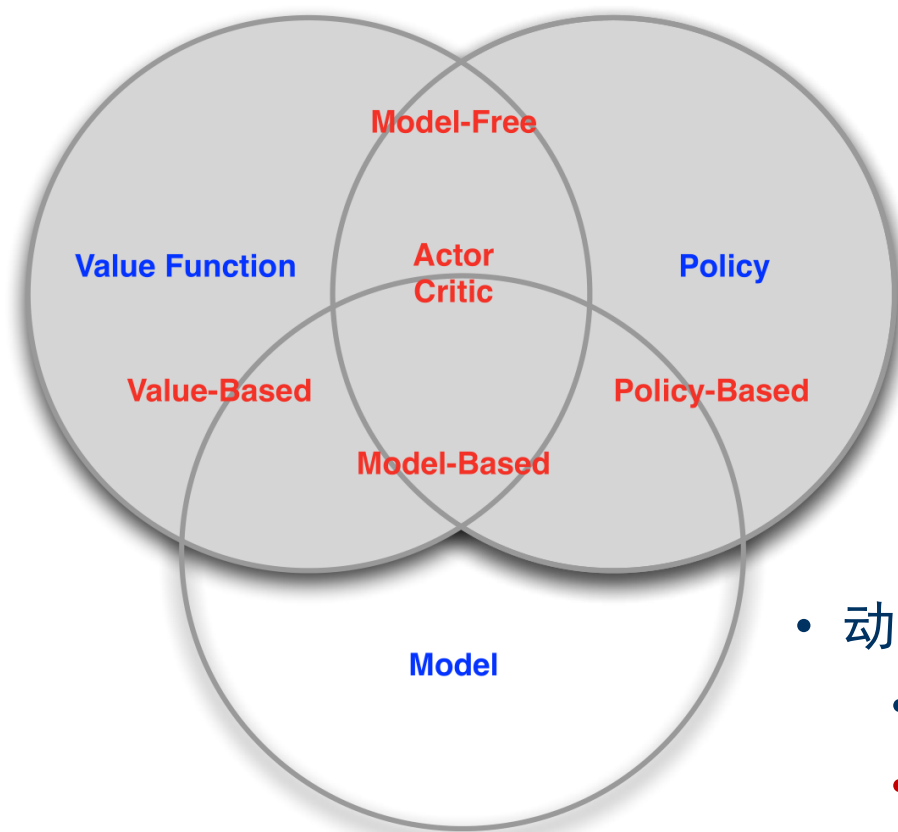 Model-Free
Value Function
Actor
Critic
Policy
Value-Based
Policy-Based
Model-Based
• 动
Model
•
•